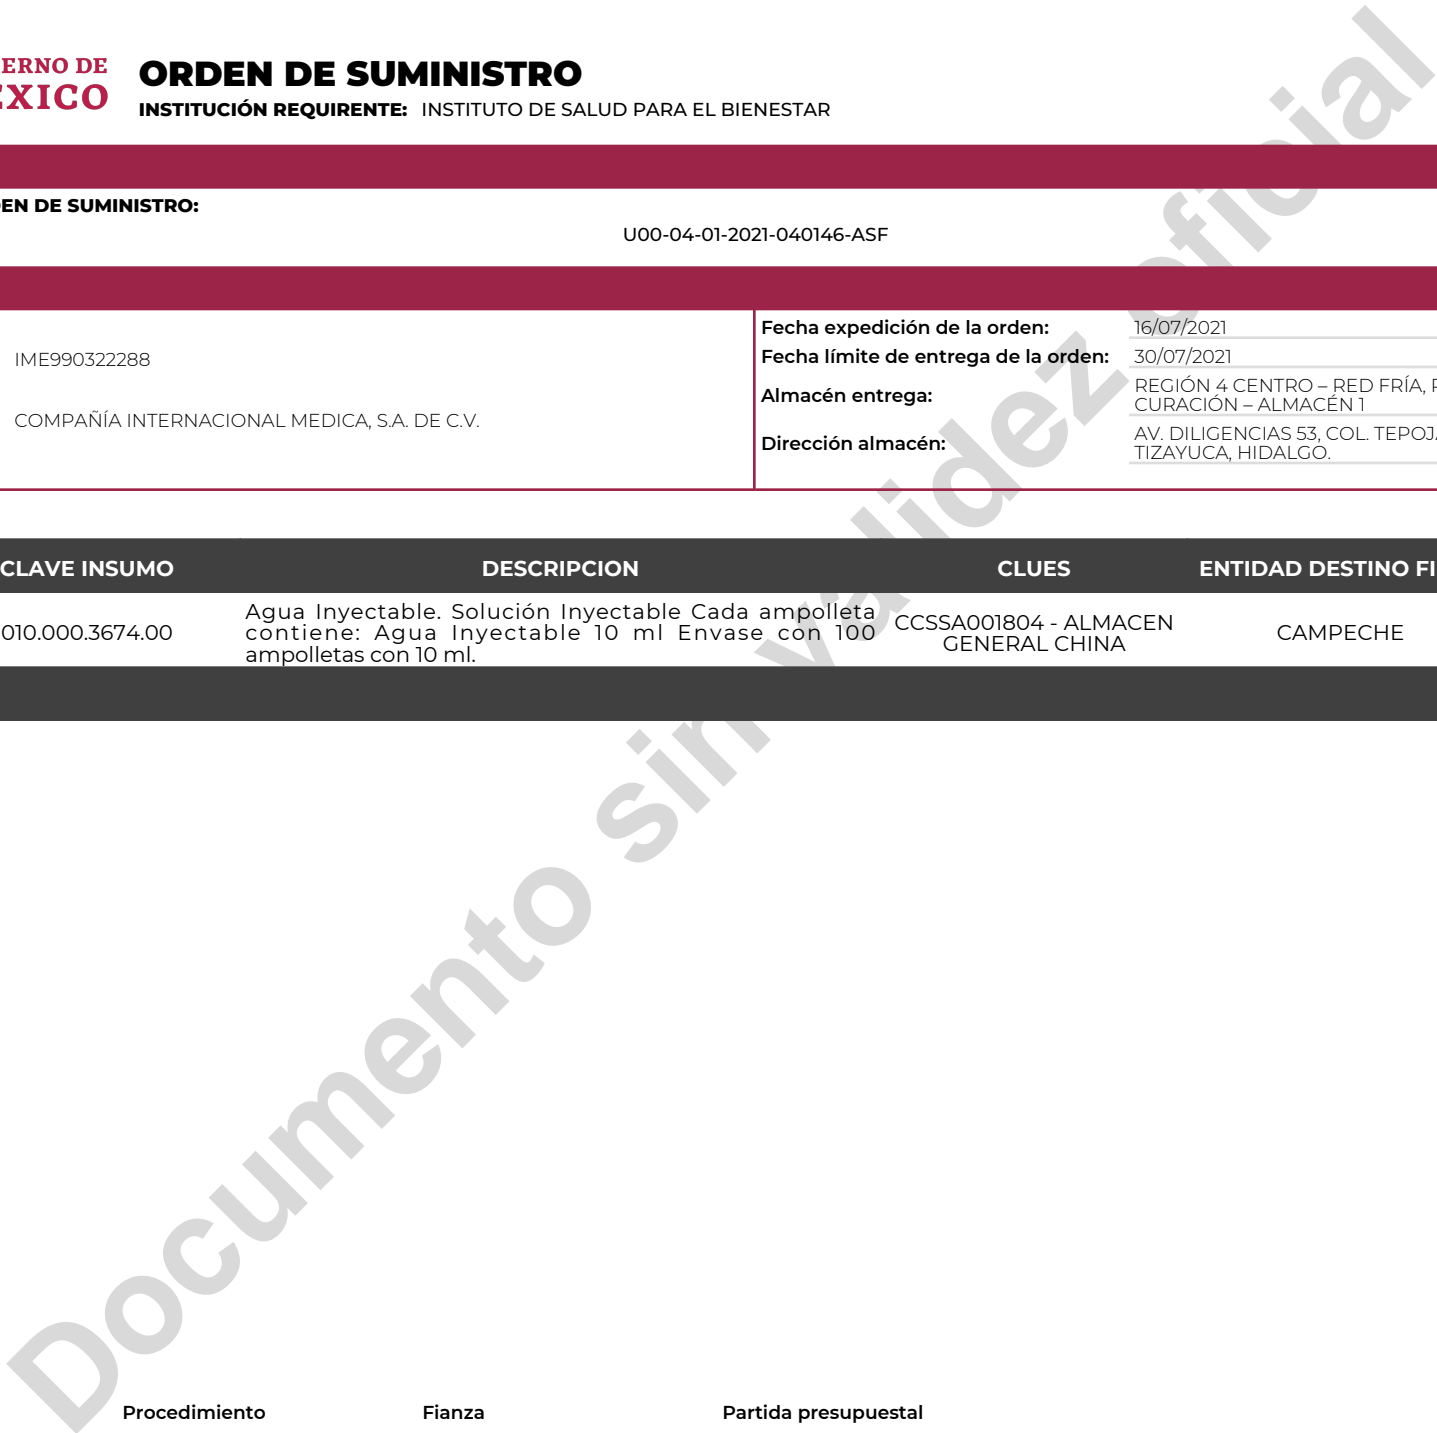 ERNO DE
EXICO
ORDEN DE SUMINISTRO
INSTITUCIÓN REQUIRENTE: INSTITUTO DE SALUD PARA EL BIENESTAR
EN DE SUMINISTRO:
U00-04-01-2021-040146-ASF
IME990322288
COMPAÑÍA INTERNACIONAL MEDICA, S.A. DE C.V.
Fecha expedición de la orden: 16/07/2021
Fecha límite de entrega de la orden: 30/07/2021
Almacén entrega: REGIÓN 4 CENTRO – RED FRÍA,
CURACIÓN – ALMACÉN 1
Dirección almacén: AV. DILIGENCIAS 53, COL. TEPOJ
TIZAYUCA, HIDALGO.
CLAVE INSUMO DESCRIPCION CLUES ENTIDAD DESTINO FI
010.000.3674.00
Agua Inyectable. Solución Inyectable Cada ampolleta
contiene: Agua Inyectable 10 ml Envase con 100
ampolletas con 10 ml.
CCSSA001804 - ALMACEN
GENERAL CHINA
CAMPECHE
Documento sin validez oficial
Procedimiento Fianza Partida presupuestal